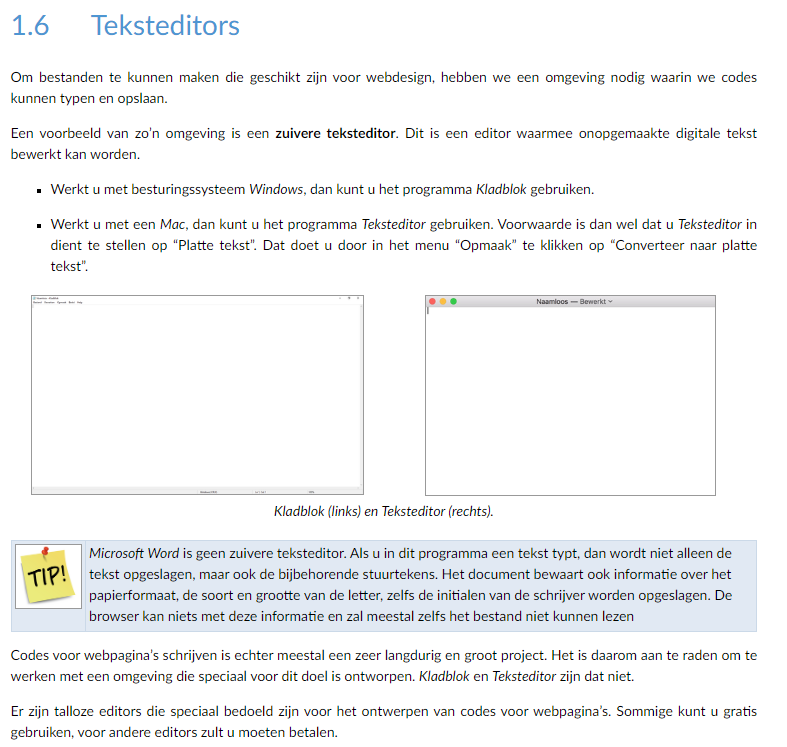 1.6 Teksteditors
Om bestanden te kunnen maken die geschikt zijn voor webdesign, hebben we een omgeving nodig waarin we codes
kunnen typen en opslaan.
Een voorbeeld van zo'n omgeving is een zuivere teksteditor. Dit is een editor waarmee onopgemaakte digitale tekst
bewerkt kan worden.
▪ Werkt u met besturingssysteem Windows, dan kunt u het programma Kladblok gebruiken.
▪ Werkt u met een Mac, dan kunt u het programma Teksteditor gebruiken. Voorwaarde is dan wel dat u Teksteditor in
dient te stellen op “Platte tekst”. Dat doet u door in het menu “Opmaak” te klikken op “Converteer naar platte
tekst”.
Naamloos — Bewerkt
Kladblok (links) en Teksteditor (rechts).
TIP!
Microsoft Word is geen zuivere teksteditor. Als u in dit programma een tekst typt, dan wordt niet alleen de
tekst opgeslagen, maar ook de bijbehorende stuurtekens. Het document bewaart ook informatie over het
papierformaat, de soort en grootte van de letter, zelfs de initialen van de schrijver worden opgeslagen. De
browser kan niets met deze informatie en zal meestal zelfs het bestand niet kunnen lezen
Codes voor webpagina's schrijven is echter meestal een zeer langdurig en groot project. Het is daarom aan te raden om te
werken met een omgeving die speciaal voor dit doel is ontworpen. Kladblok en Teksteditor zijn dat niet.
Er zijn talloze editors die speciaal bedoeld zijn voor het ontwerpen van codes voor webpagina's. Sommige kunt u gratis
gebruiken, voor andere editors zult u moeten betalen.